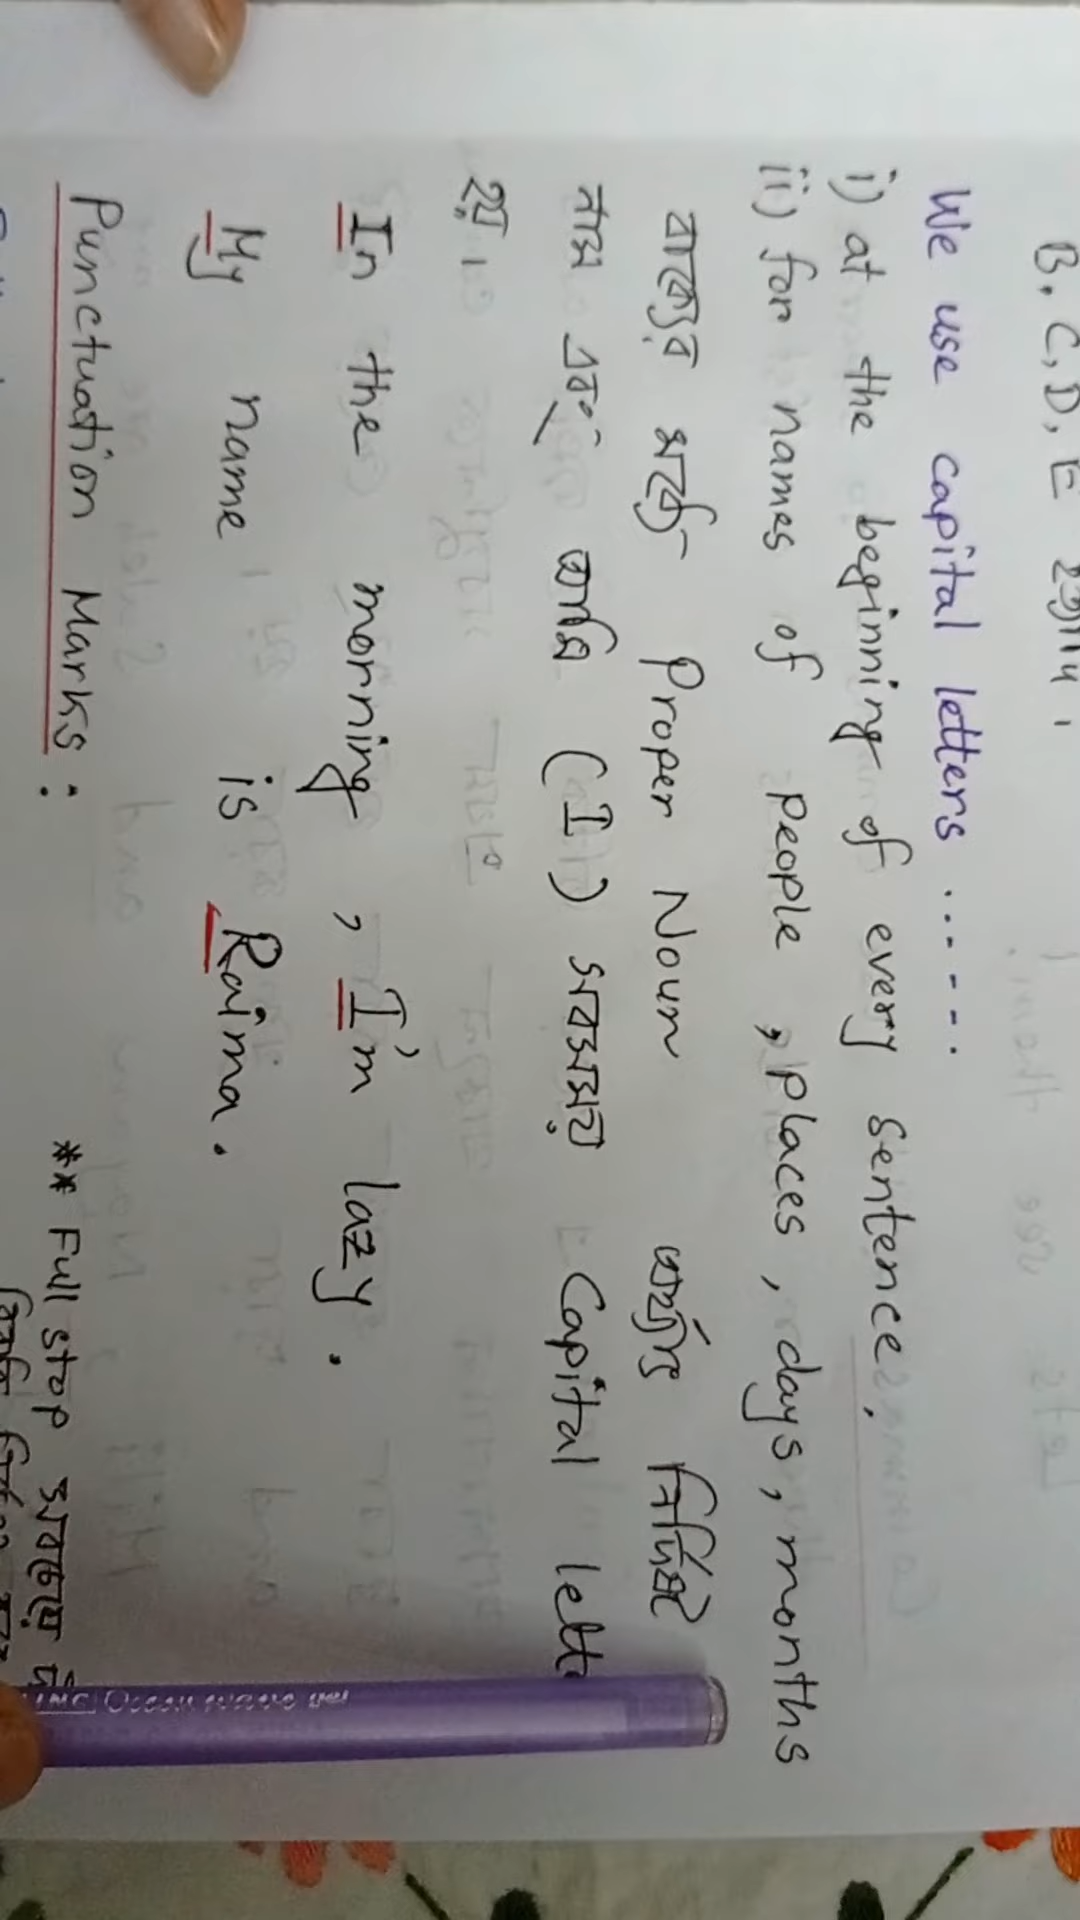 B, C, D, E
We use capital letters ......
i) at the beginning of every sentence.
ii) for names of people, places, days, months
বাক্যের Proper Noun অর্থাৎ নির্দিষ্ট
নাম এবং আমি (I) সবসময় Capital lett
হয়।
In the morning, I'm lazy.
My name is Raima.
Punctuation Marks:
** Full stop